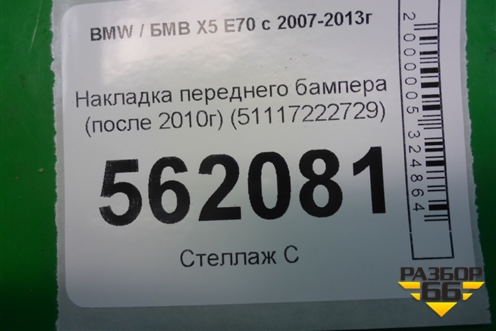 BMW / БМВ X5 E70 с 2007-2013г
Накладка переднего бампера
(после 2010г) (51117222729)
562081
Стеллаж С
2000005324864
РАЗБОР
66